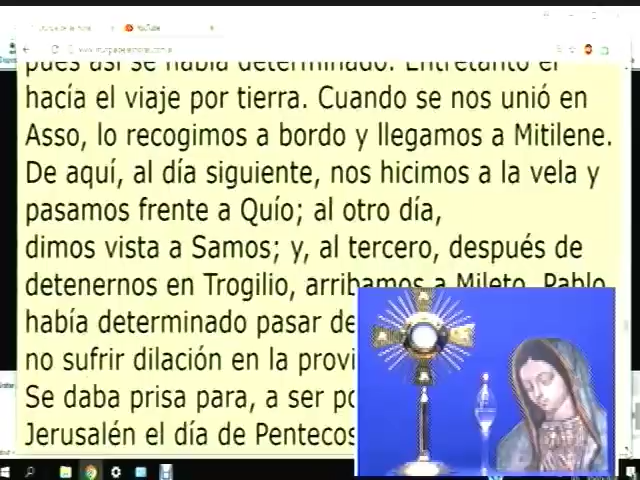 YouTube
pues así se había determinado. Entretanto él
hacía el viaje por tierra. Cuando se nos unió en
Asso, lo recogimos a bordo y llegamos a Mitilene.
De aquí, al día siguiente, nos hicimos a la vela y
pasamos frente a Quío; al otro día,
dimos vista a Samos; y, al tercero, después de
detenernos en Trogilio, arribamos a Mileto. Pablo
había determinado pasar de
no sufrir dilación en la provi
Se daba prisa para, a ser po
Jerusalén el día de Pentecos